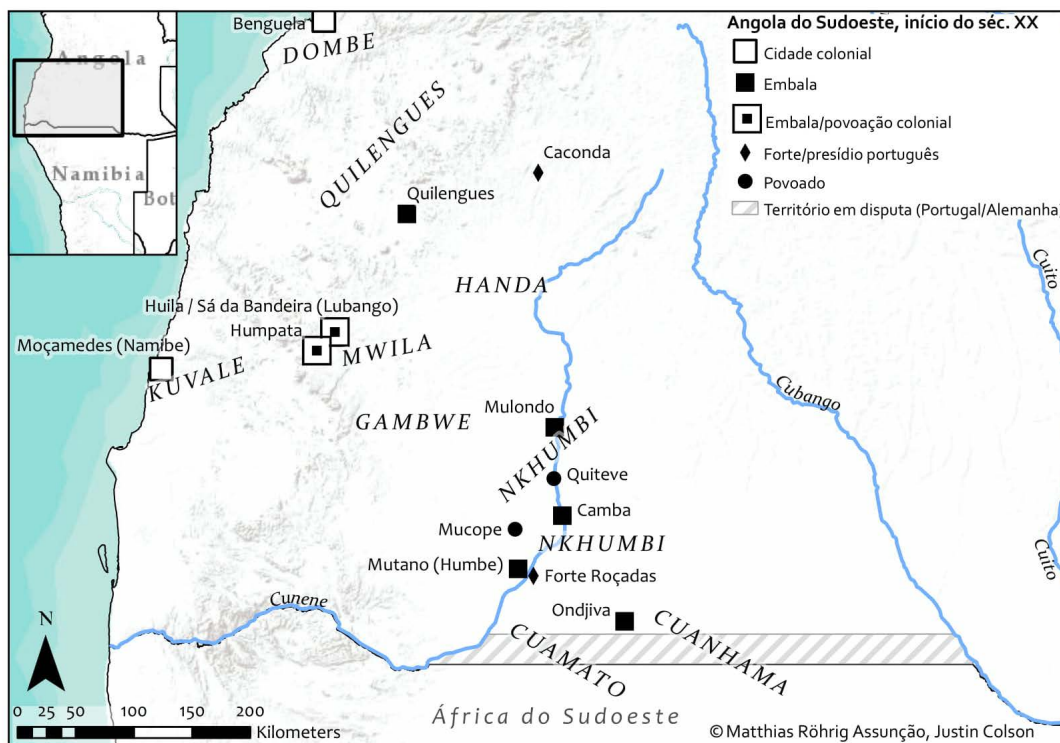 Angola
Namibia
Bot
Angola do Sudoeste, início do séc. XX
Cidade colonial
Embala
Embala/povoação colonial
Forte/presídio português
Povoado
Território em disputa (Portugal/Alemanha)
Benguela
DOMBE
QUILENGUES
Caconda
Quilengues
HANDA
Cuito
Huila / Sá da Bandeira (Lubango)
Humpata
MWILA
Moçamedes (Namibe)
KUVALE
Cubango
GAMBWE
Mulondo
NKHUMBI
Quiteve
Camba
Mucope
NKHUMBI
Cuito
Mutano (Humbe)
Forte Roçadas
Cunene
Ondjiva
CUANHAMA
CUAMATO
N
África do Sudoeste
0 25 50 100 150 200
Kilometers
© Matthias Röhrig Assunção, Justin Colson